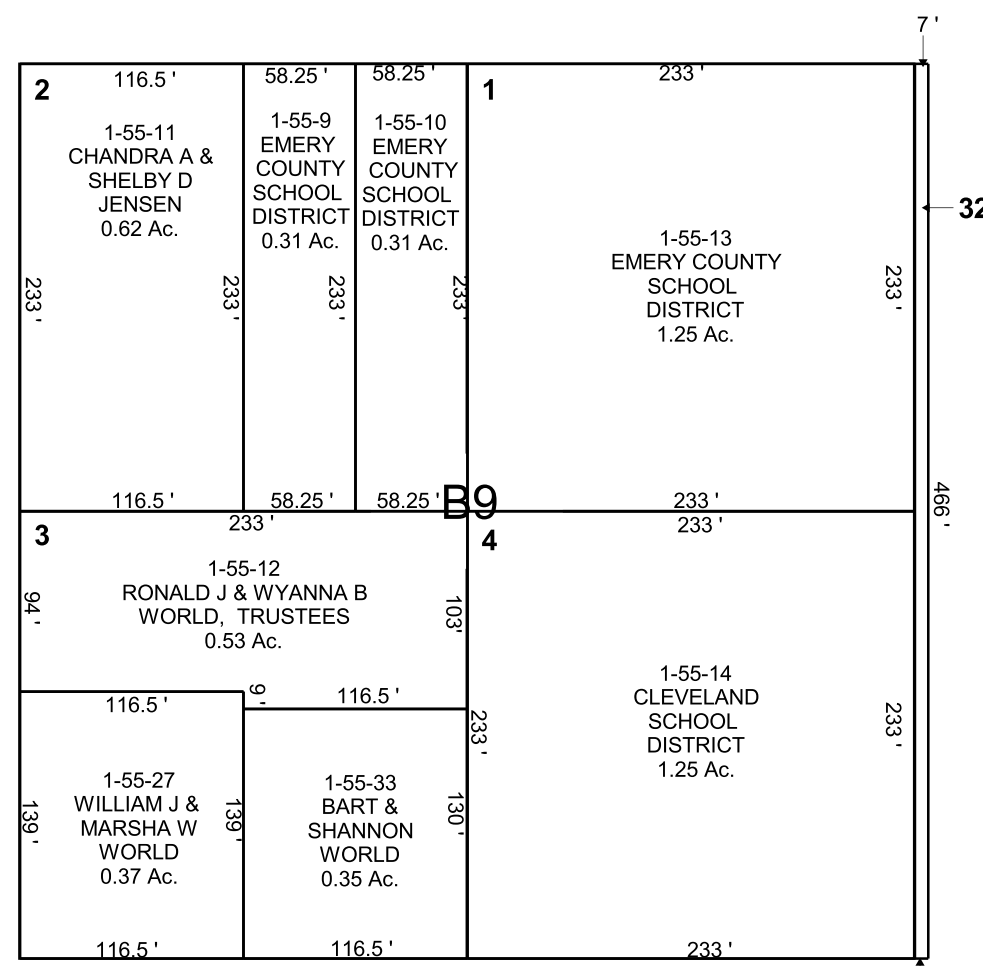 7 '
2
116.5 '
1-55-11
CHANDRA A &
SHELBY D
JENSEN
0.62 Ac.
233 '
233 '
116.5 '
58.25 '
1-55-9
EMERY
COUNTY
SCHOOL
DISTRICT
0.31 Ac.
233 '
58.25 '
58.25 '
1-55-10
EMERY
COUNTY
SCHOOL
DISTRICT
0.31 Ac.
233 '
58.25 '
1
233 '
1-55-13
EMERY COUNTY
SCHOOL
DISTRICT
1.25 Ac.
233 '
233 '
32
466 '
B9
3
233 '
1-55-12
RONALD J & WYANNA B
WORLD, TRUSTEES
0.53 Ac.
94 '
103'
116.5 '
9 '
116.5 '
1-55-27
WILLIAM J &
MARSHA W
WORLD
0.37 Ac.
139 '
139 '
116.5 '
1-55-33
BART &
SHANNON
WORLD
0.35 Ac.
130 '
116.5 '
4
233 '
233 '
1-55-14
CLEVELAND
SCHOOL
DISTRICT
1.25 Ac.
233 '
233 '